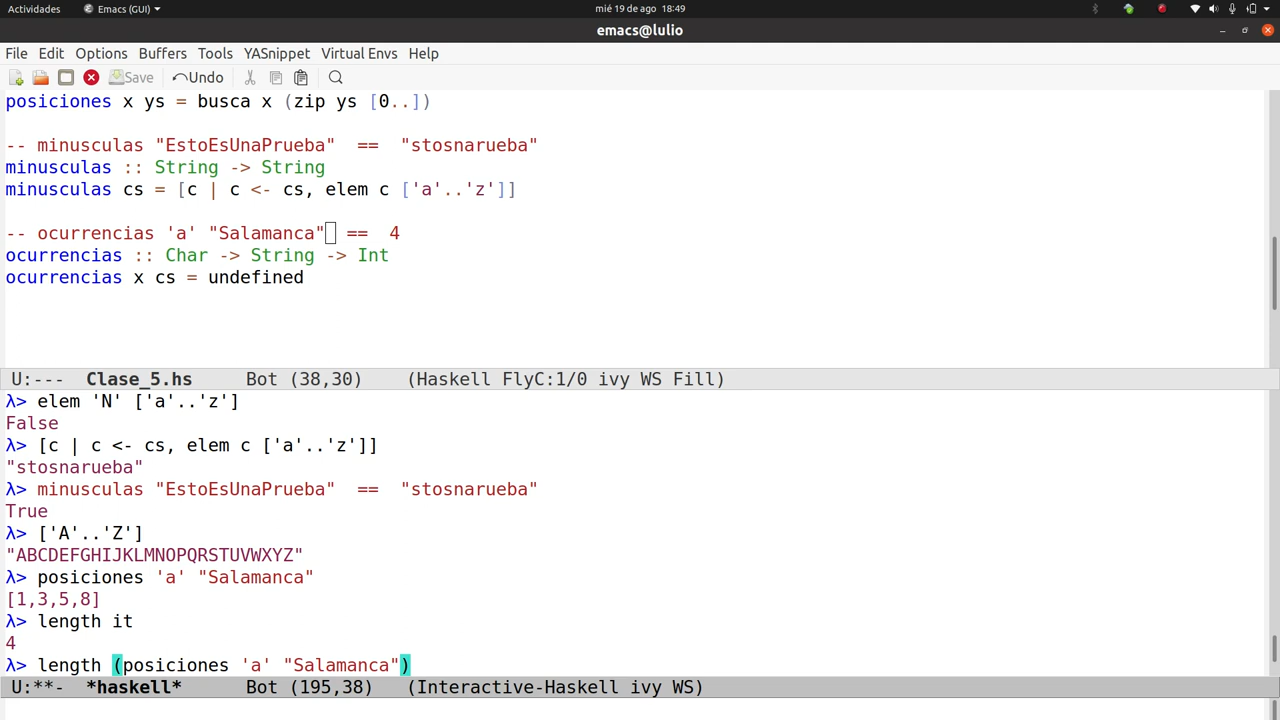 Actividades Emacs (GUI) mié 19 de ago 18:49
emacs@lulio
File Edit Options Buffers Tools YASnippet Virtual Envs Help
Save Undo
posiciones x ys = busca x (zip ys [0..])
-- minusculas "EstoEsUnaPrueba"  ==  "stosnarueba"
minusculas :: String -> String
minusculas cs = [c | c <- cs, elem c ['a'..'z']]
-- ocurrencias 'a' "Salamanca"  ==  4
ocurrencias :: Char -> String -> Int
ocurrencias x cs = undefined
U:---  Clase_5.hs     Bot (38,30)    (Haskell FlyC:1/0 ivy WS Fill)
λ> elem 'N' ['a'..'z']
False
λ> [c | c <- cs, elem c ['a'..'z']]
"stosnarueba"
λ> minusculas "EstoEsUnaPrueba"  ==  "stosnarueba"
True
λ> ['A'..'Z']
"ABCDEFGHIJKLMNOPQRSTUVWXYZ"
λ> posiciones 'a' "Salamanca"
[1,3,5,8]
λ> length it
4
λ> length (posiciones 'a' "Salamanca")
U:**-  *haskell*      Bot (195,38)   (Interactive-Haskell ivy WS)